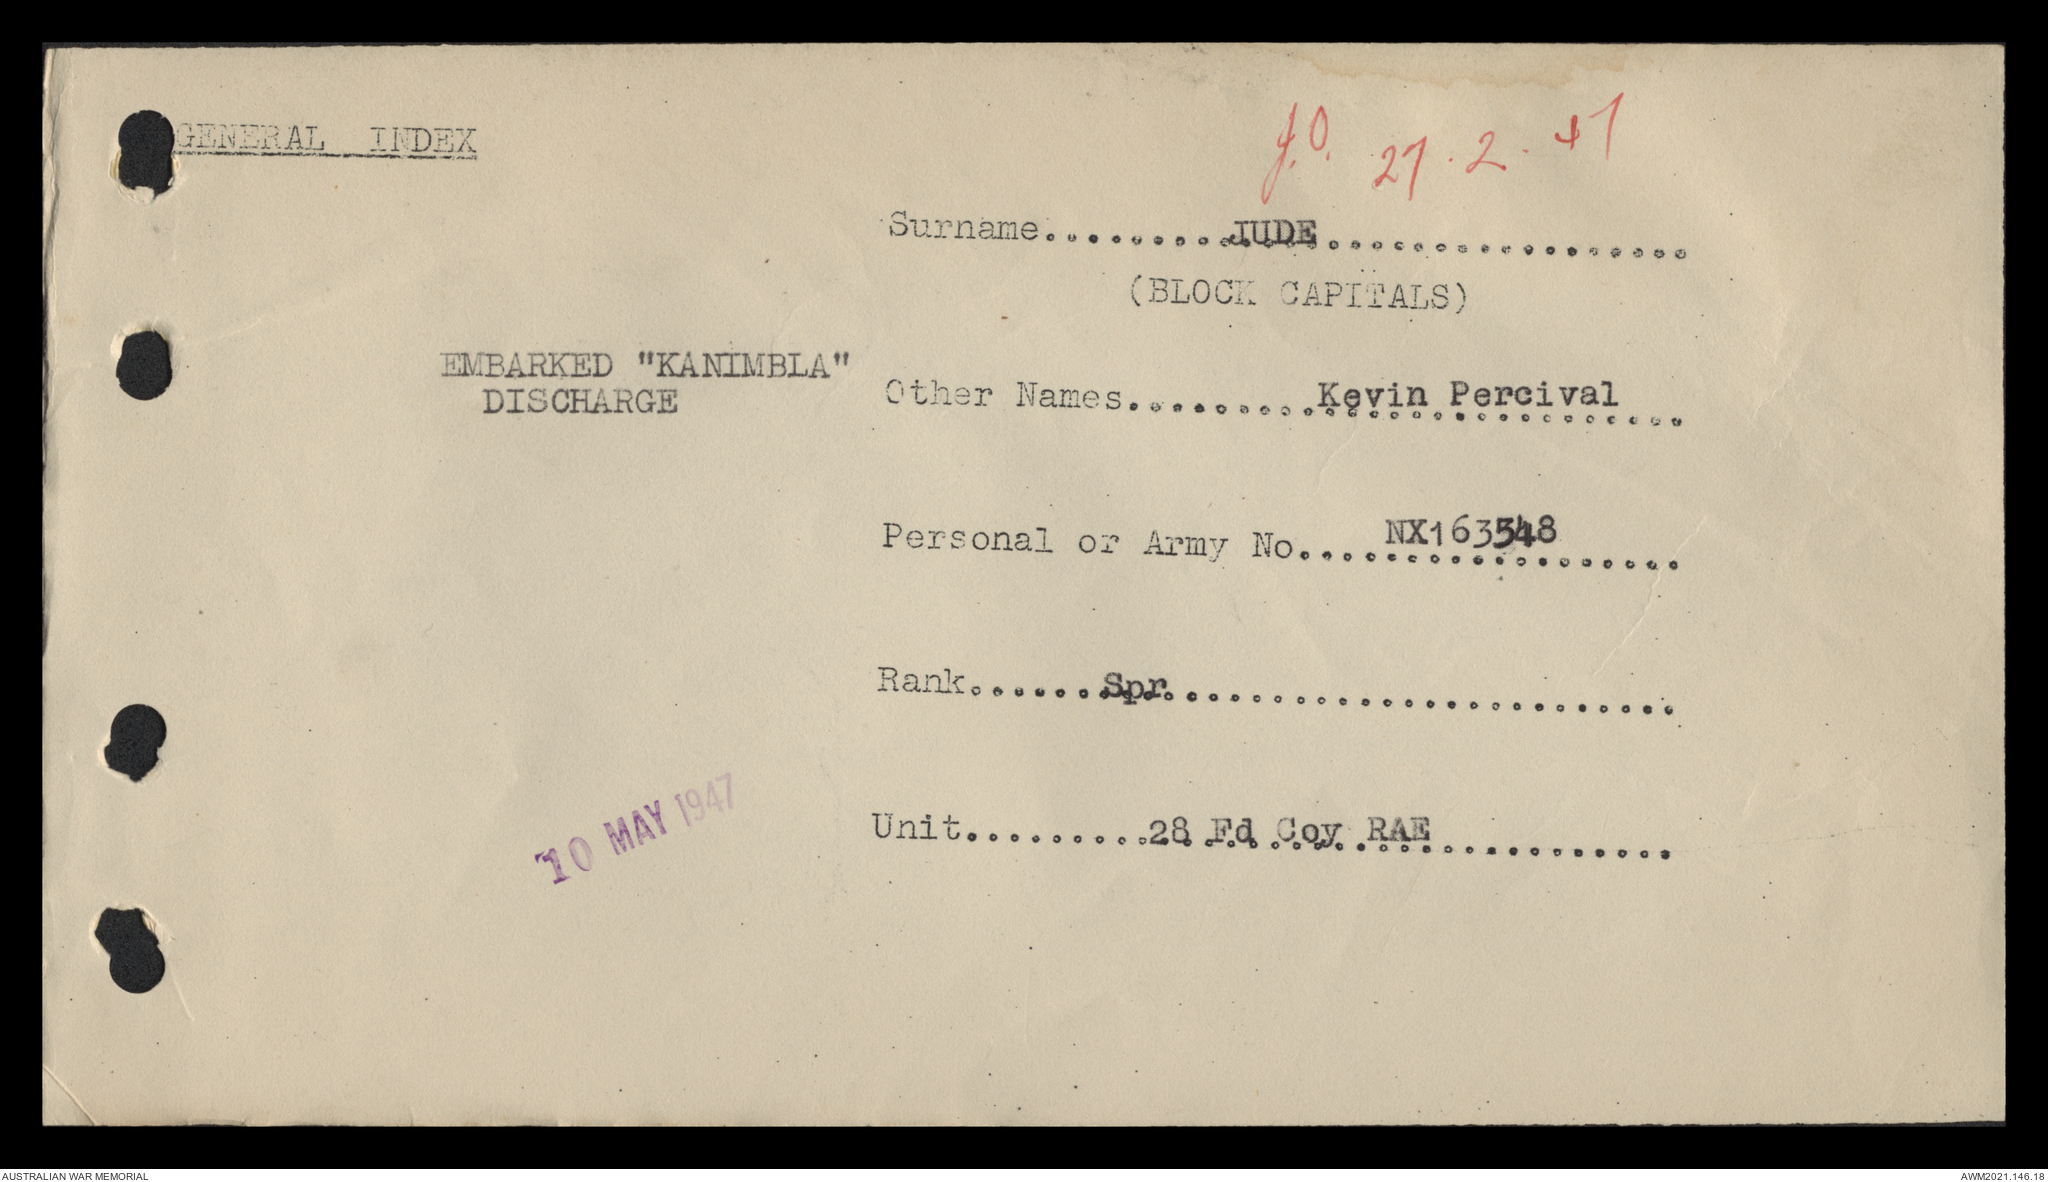 GENERAL INDEX
J.O. 27.2.47
Surname..........JUDE..................
(BLOCK CAPITALS)
EMBARKED "KANIMBLA"
DISCHARGE
Other Names.........Kevin Percival....
Personal or Army No....NX163548......
Rank.......Spr........................
Unit.........28 Fd Coy RAE...........
10 MAY 1947
AUSTRALIAN WAR MEMORIAL
AWM2021.146.18